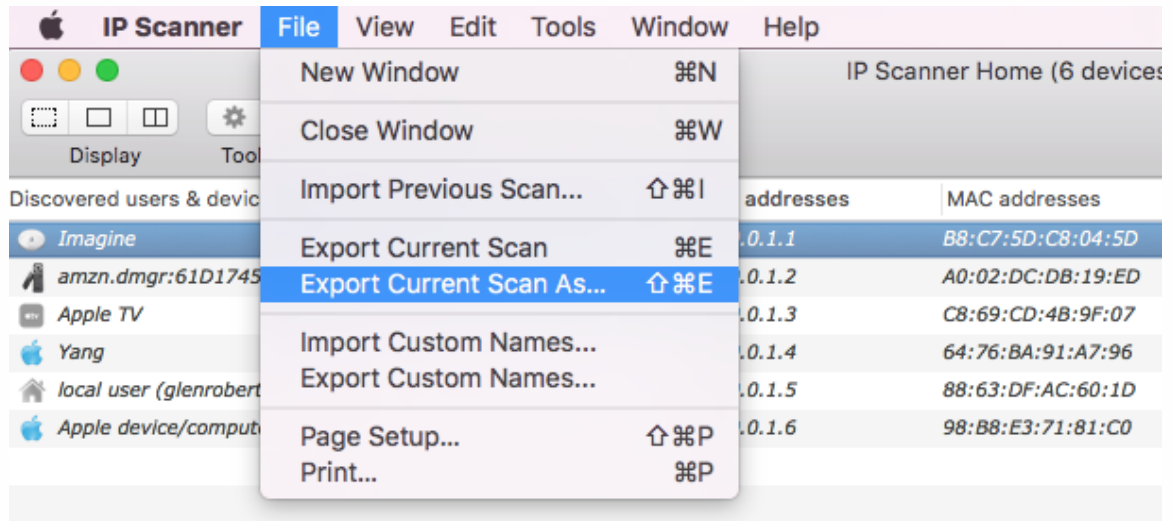 IP Scanner File View Edit Tools Window Help
IP Scanner Home (6 devices
Display Tool
Discovered users & devic addresses MAC addresses
Imagine .0.1.1 B8:C7:5D:C8:04:5D
amzn.dmgr:61D1745 .0.1.2 A0:02:DC:DB:19:ED
Apple TV .0.1.3 C8:69:CD:4B:9F:07
Yang .0.1.4 64:76:BA:91:A7:96
local user (glenrobert .0.1.5 88:63:DF:AC:60:1D
Apple device/comput .0.1.6 98:B8:E3:71:81:C0
New Window ⌘N
Close Window ⌘W
Import Previous Scan... ⇧⌘I
Export Current Scan ⌘E
Export Current Scan As... ⇧⌘E
Import Custom Names...
Export Custom Names...
Page Setup... ⇧⌘P
Print... ⌘P